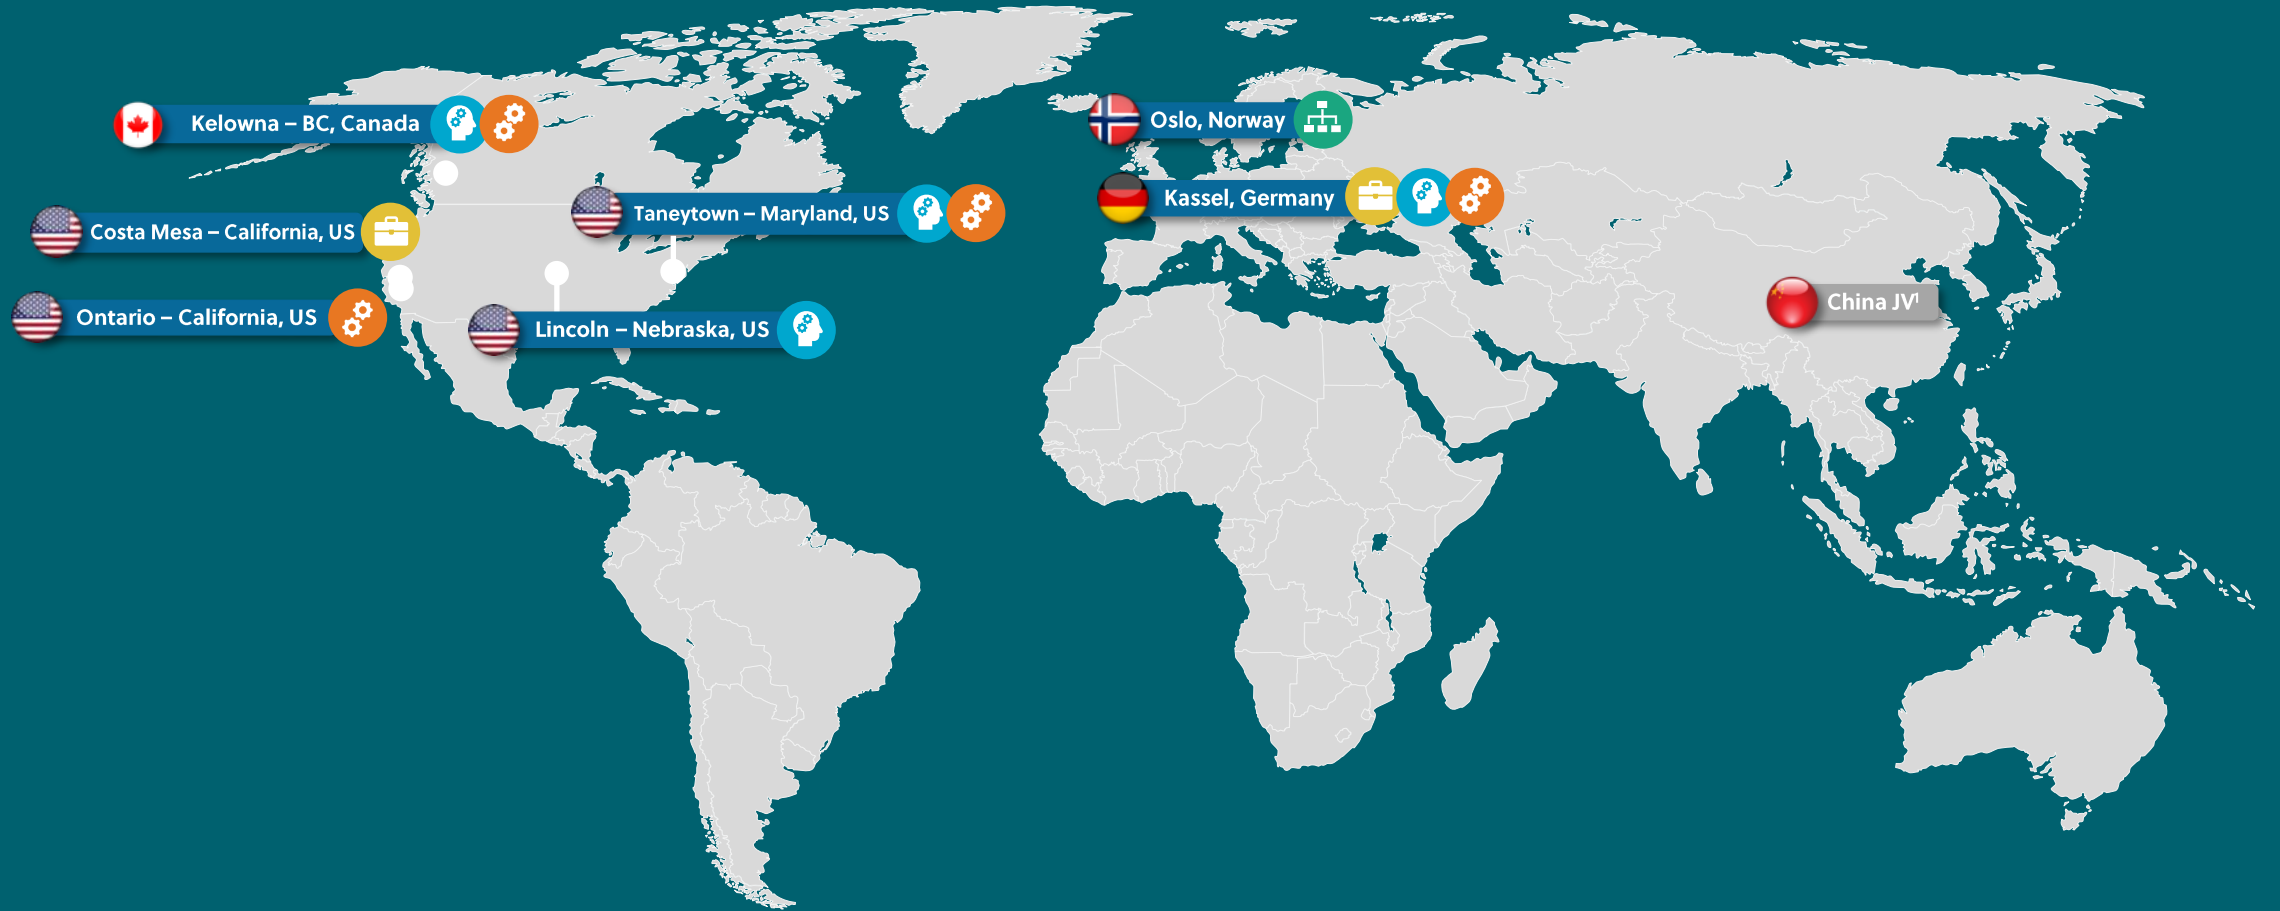 Kelowna – BC, Canada
Oslo, Norway
Kassel, Germany
Taneytown – Maryland, US
Costa Mesa – California, US
China JV¹
Ontario – California, US
Lincoln – Nebraska, US